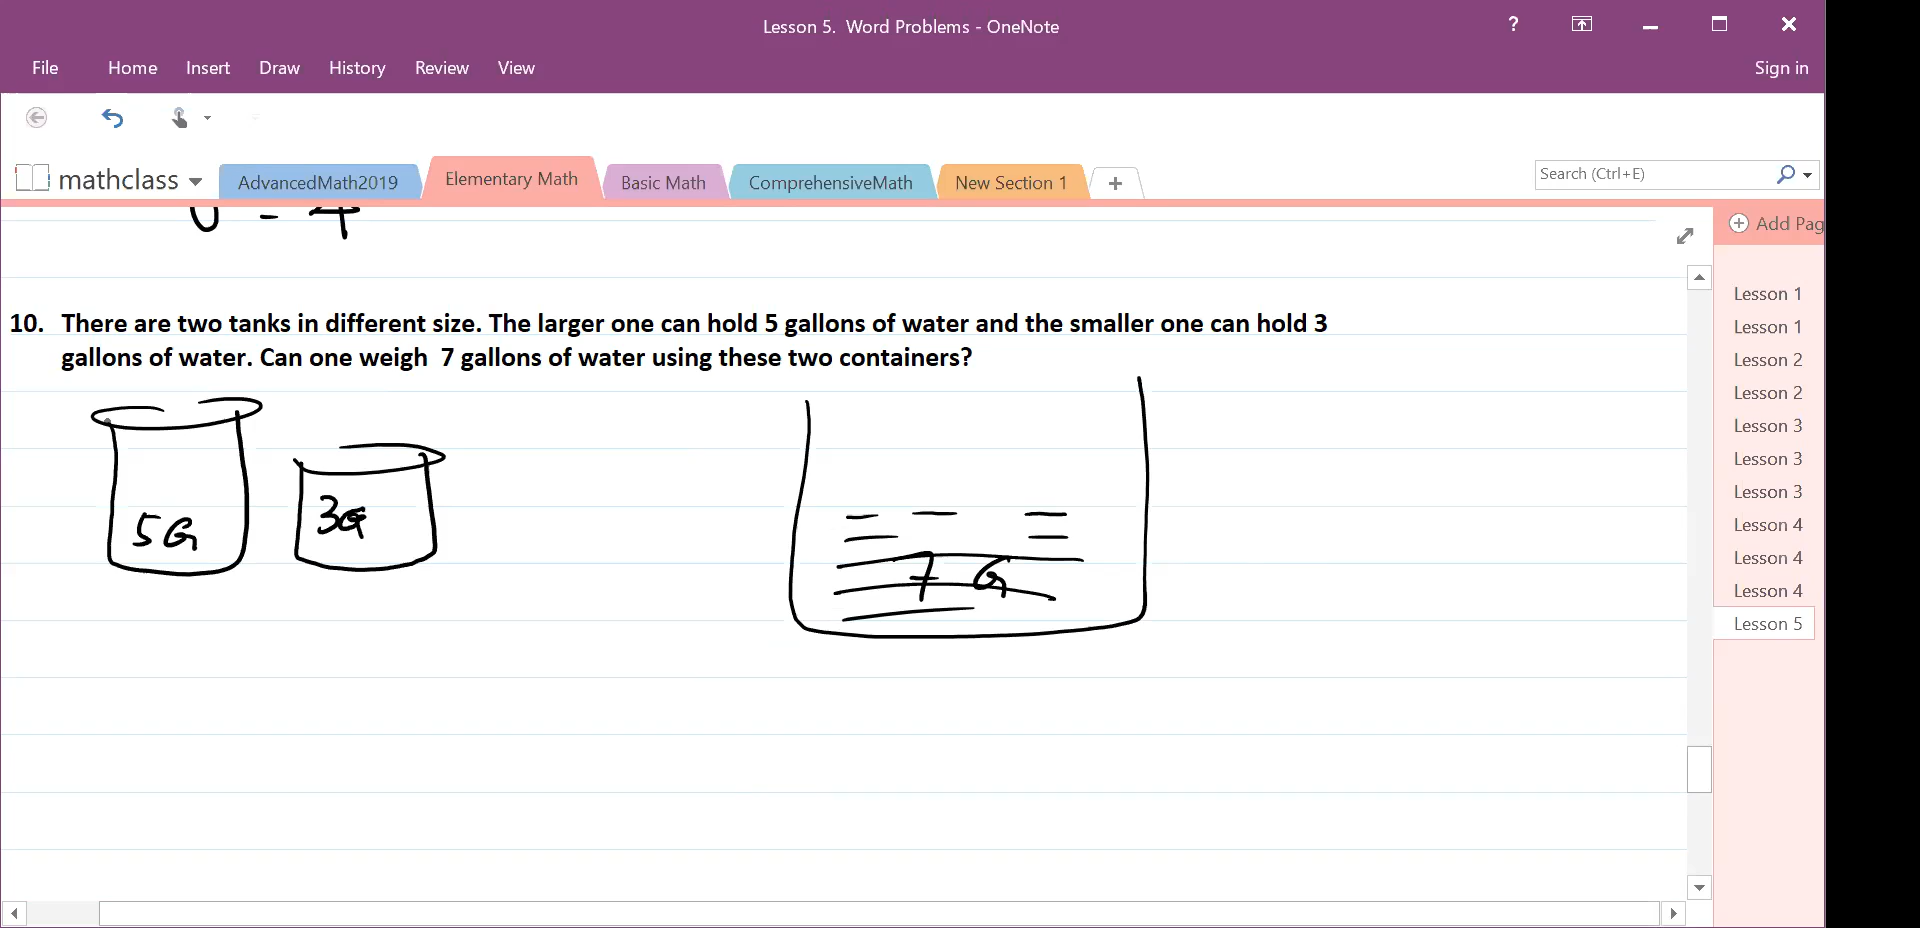 Lesson 5.  Word Problems - OneNote
?
File Home Insert Draw History Review View
Sign in
mathclass
AdvancedMath2019
Elementary Math
Basic Math
ComprehensiveMath
New Section 1
+
Search (Ctrl+E)
Add Pag
= 4
10. There are two tanks in different size. The larger one can hold 5 gallons of water and the smaller one can hold 3
gallons of water. Can one weigh  7 gallons of water using these two containers?
5G
3G
7 G
Lesson 1
Lesson 1
Lesson 2
Lesson 2
Lesson 3
Lesson 3
Lesson 3
Lesson 4
Lesson 4
Lesson 4
Lesson 5